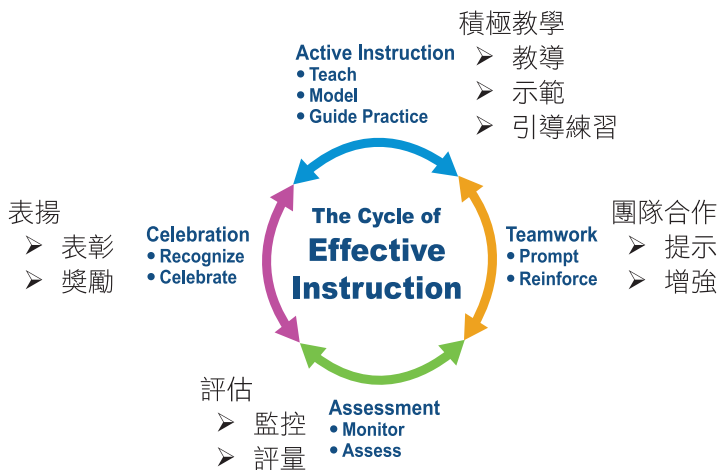 積極教學
➢ 教導
➢ 示範
➢ 引導練習
Active Instruction
• Teach
• Model
• Guide Practice
表揚
➢ 表彰
➢ 獎勵
Celebration
• Recognize
• Celebrate
The Cycle of
Effective
Instruction
Teamwork
• Prompt
• Reinforce
團隊合作
➢ 提示
➢ 增強
評估
➢ 監控
➢ 評量
Assessment
• Monitor
• Assess